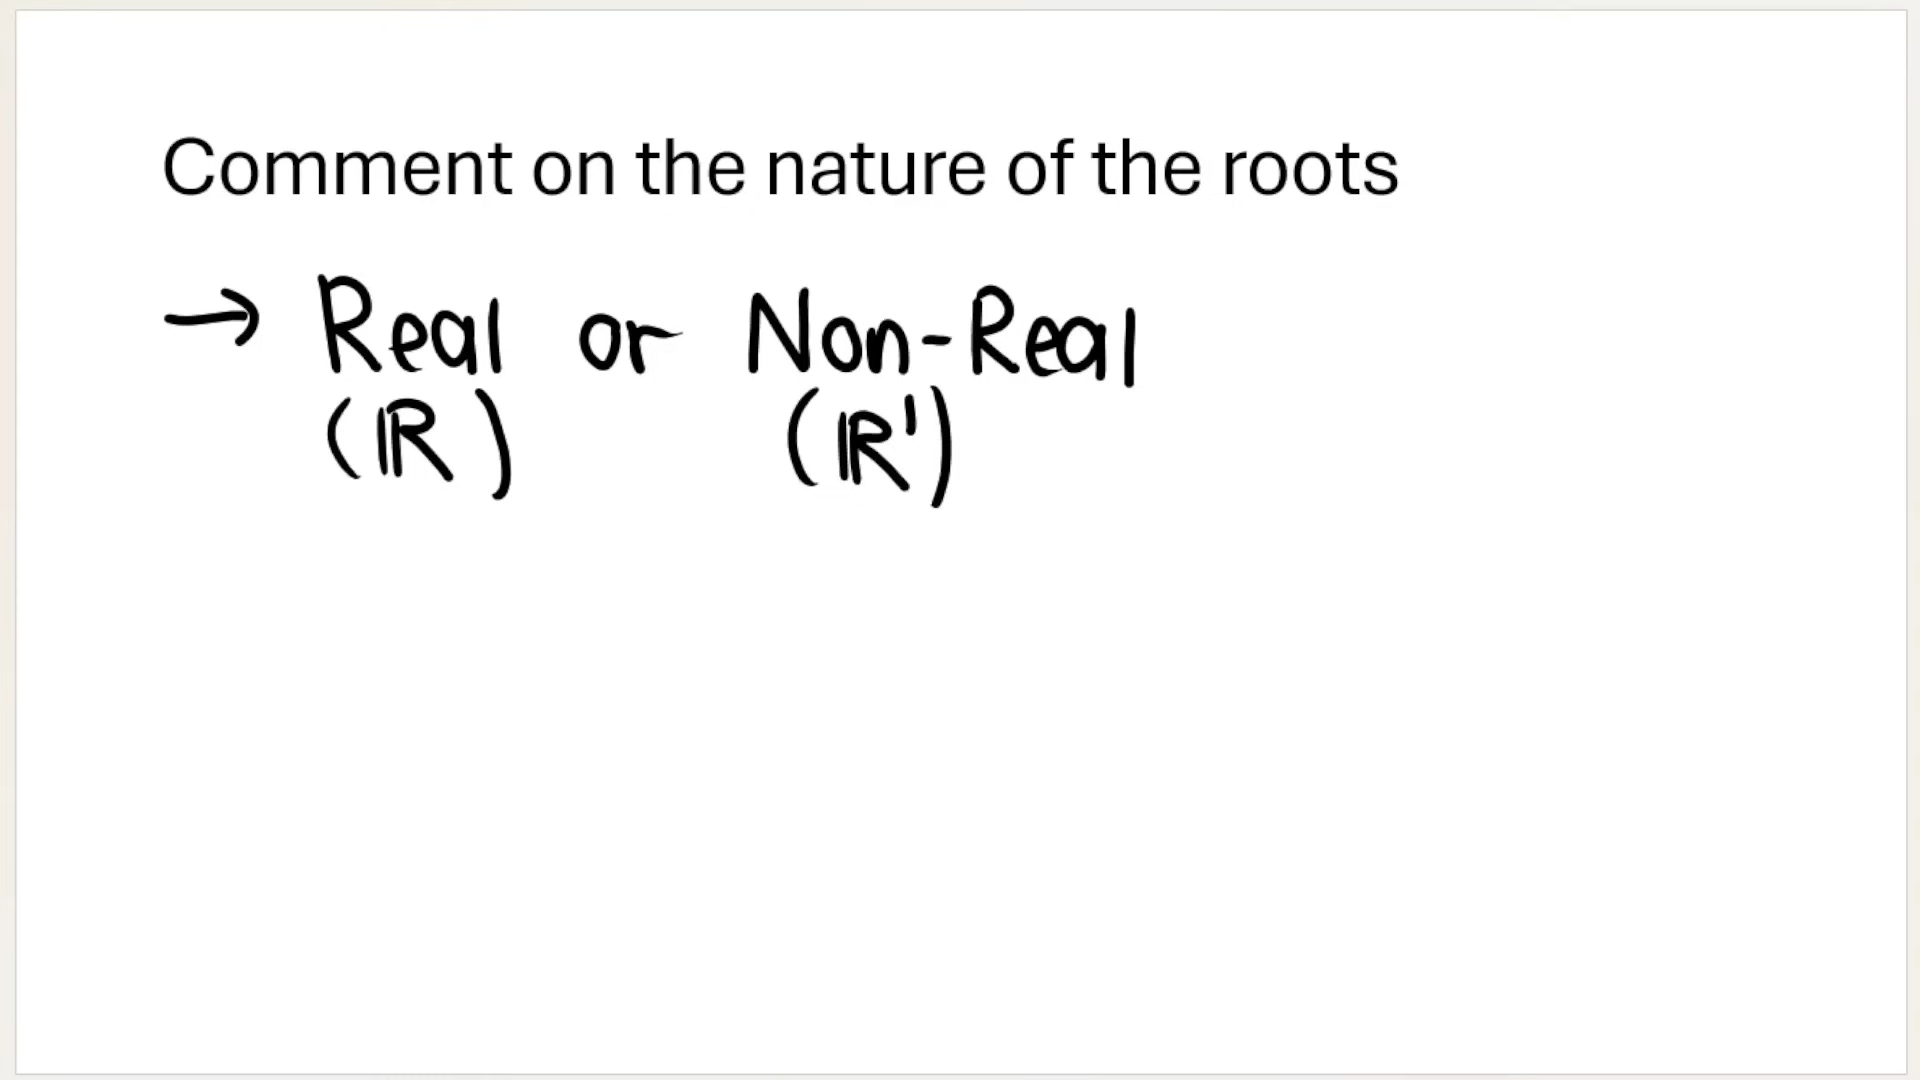 Comment on the nature of the roots
→ Real or Non-Real
(ℝ) (ℝ')